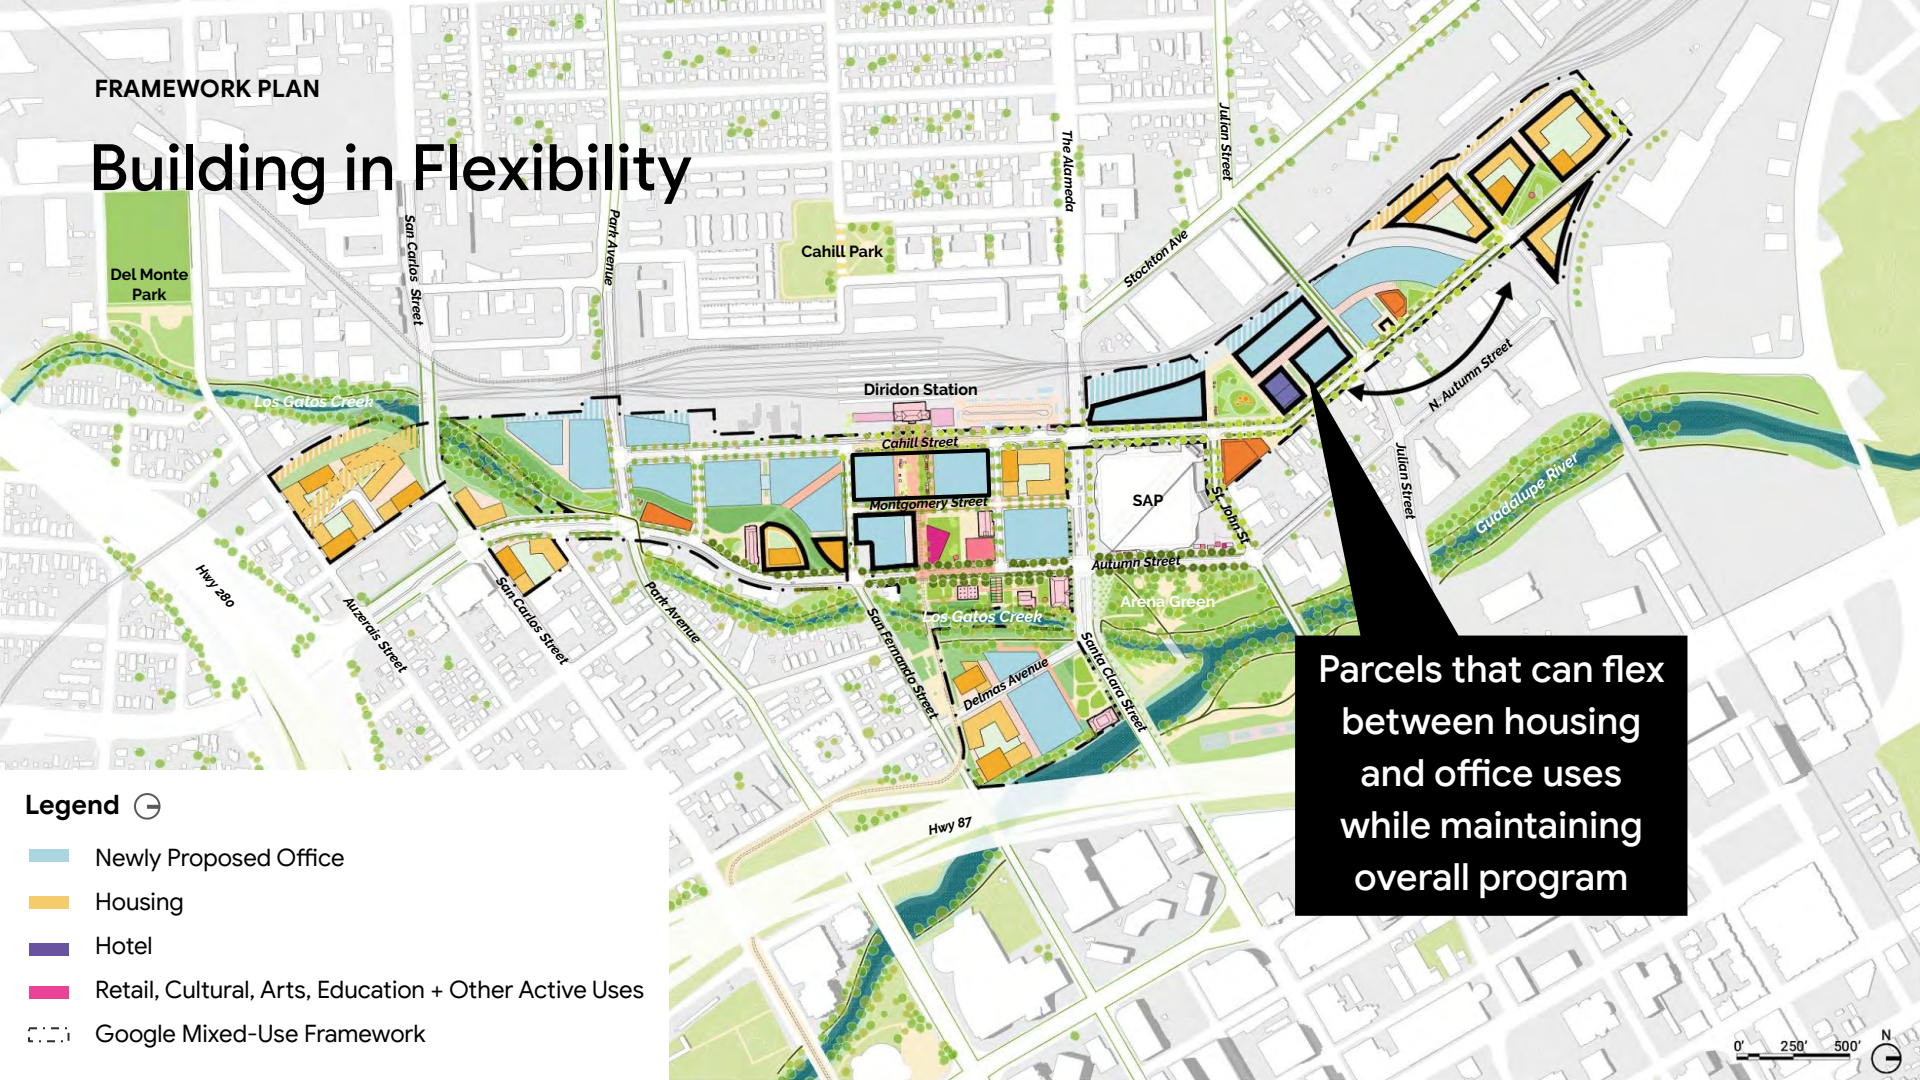 FRAMEWORK PLAN
Building in Flexibility
Del Monte
Park
San Carlos Street
Park Avenue
Cahill Park
The Alameda
Julian Street
Stockton Ave
Los Gatos Creek
Diridon Station
Cahill Street
Montgomery Street
SAP
St. John St
N. Autumn Street
Julian Street
Guadalupe River
Autumn Street
Arena Green
Hwy 280
Auzerais Street
San Carlos Street
Park Avenue
San Fernando Street
Los Gatos Creek
Delmas Avenue
Santa Clara Street
Hwy 87
Parcels that can flex
between housing
and office uses
while maintaining
overall program
Legend
Newly Proposed Office
Housing
Hotel
Retail, Cultural, Arts, Education + Other Active Uses
Google Mixed-Use Framework
0' 250' 500'
N